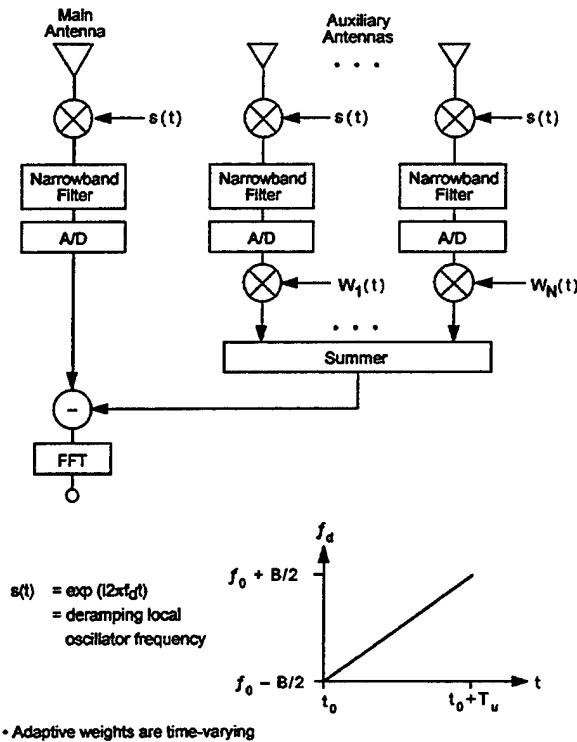 Main
Antenna
Auxiliary
Antennas
. . .
s(t)
s(t)
s(t)
Narrowband
Filter
Narrowband
Filter
Narrowband
Filter
A/D
A/D
A/D
W1(t)
WN(t)
. . .
Summer
–
FFT
fd
s(t) = exp (i2πfdt)
= deramping local
oscillator frequency
f0 + B/2
f0 – B/2
t0
t0 + Tu
t
• Adaptive weights are time-varying